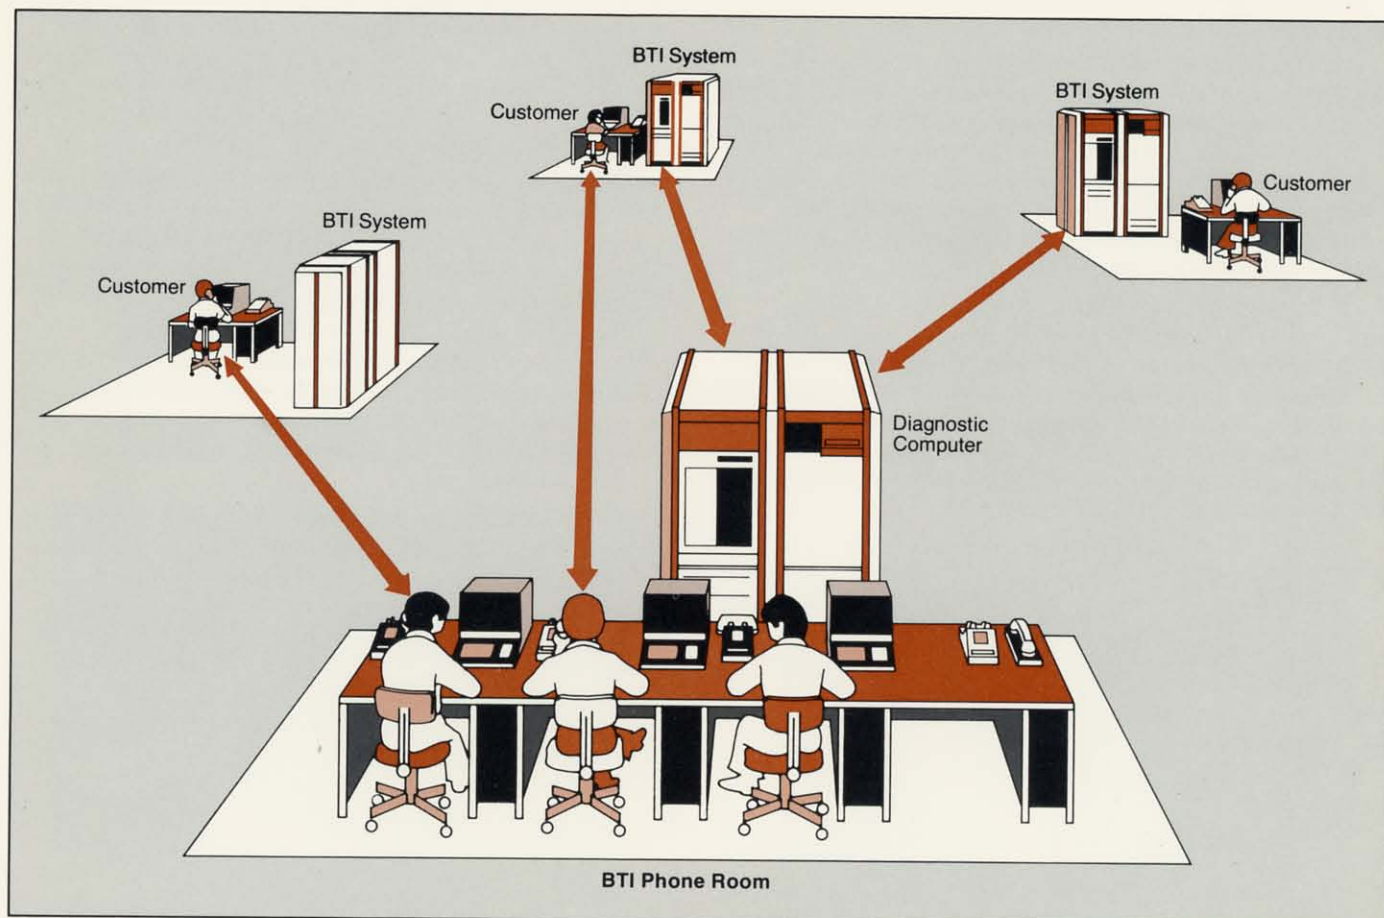 BTI System
Customer
BTI System
Customer
BTI System
Customer
Diagnostic
Computer
BTI Phone Room